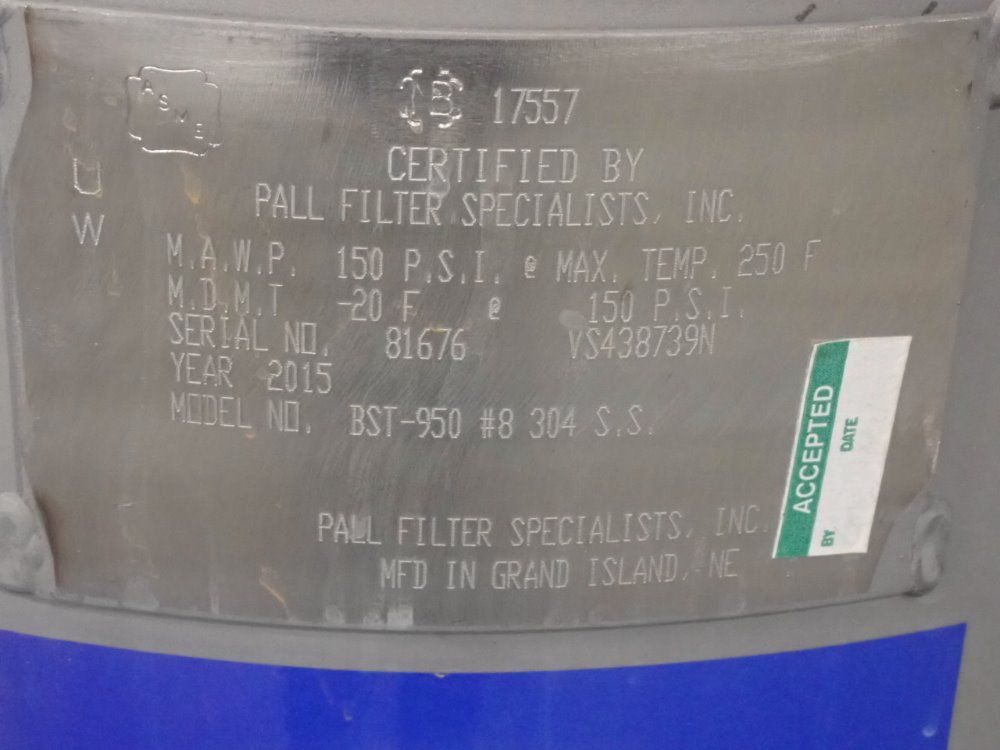 ASME
NB 17557
U
W
CERTIFIED BY
PALL FILTER SPECIALISTS, INC.
M.A.W.P. 150 P.S.I. @ MAX. TEMP. 250 F
M.D.M.T -20 F @ 150 P.S.I.
SERIAL NO. 81676 VS438739N
YEAR 2015
MODEL NO. BST-950 #8 304 S.S.
PALL FILTER SPECIALISTS, INC.
MFD IN GRAND ISLAND, NE
ACCEPTED
BY DATE